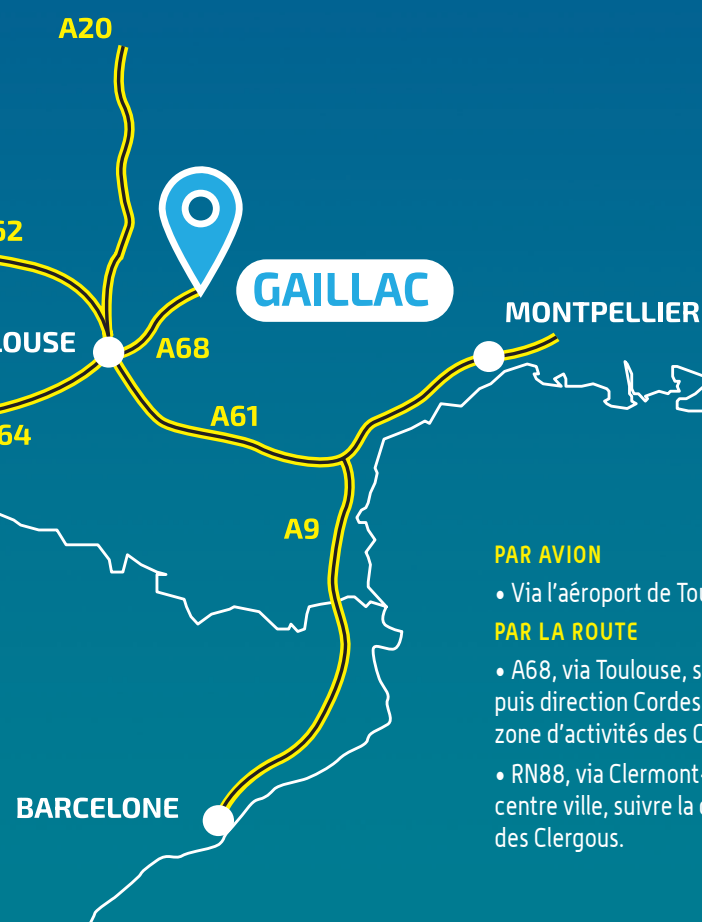 A20
62
GAILLAC
MONTPELLIER
LOUSE
A68
A61
64
A9
PAR AVION
• Via l'aéroport de Tou
PAR LA ROUTE
• A68, via Toulouse, s
puis direction Cordes
zone d'activités des C
• RN88, via Clermont-
centre ville, suivre la
des Clergous.
BARCELONE